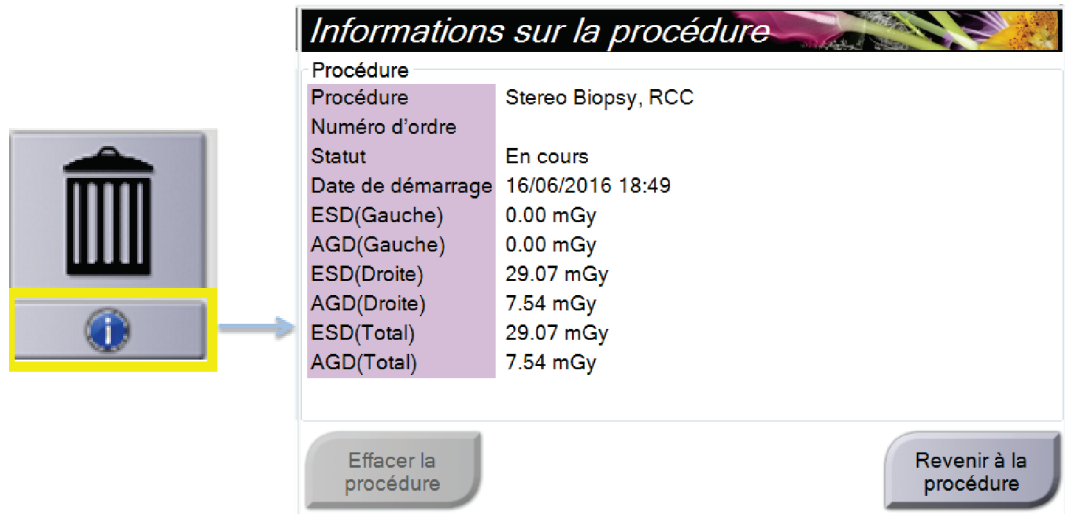 Informations sur la procédure
Procédure
Procédure Stereo Biopsy, RCC
Numéro d'ordre
Statut En cours
Date de démarrage 16/06/2016 18:49
ESD(Gauche) 0.00 mGy
AGD(Gauche) 0.00 mGy
ESD(Droite) 29.07 mGy
AGD(Droite) 7.54 mGy
ESD(Total) 29.07 mGy
AGD(Total) 7.54 mGy
Effacer la
procédure
Revenir à la
procédure